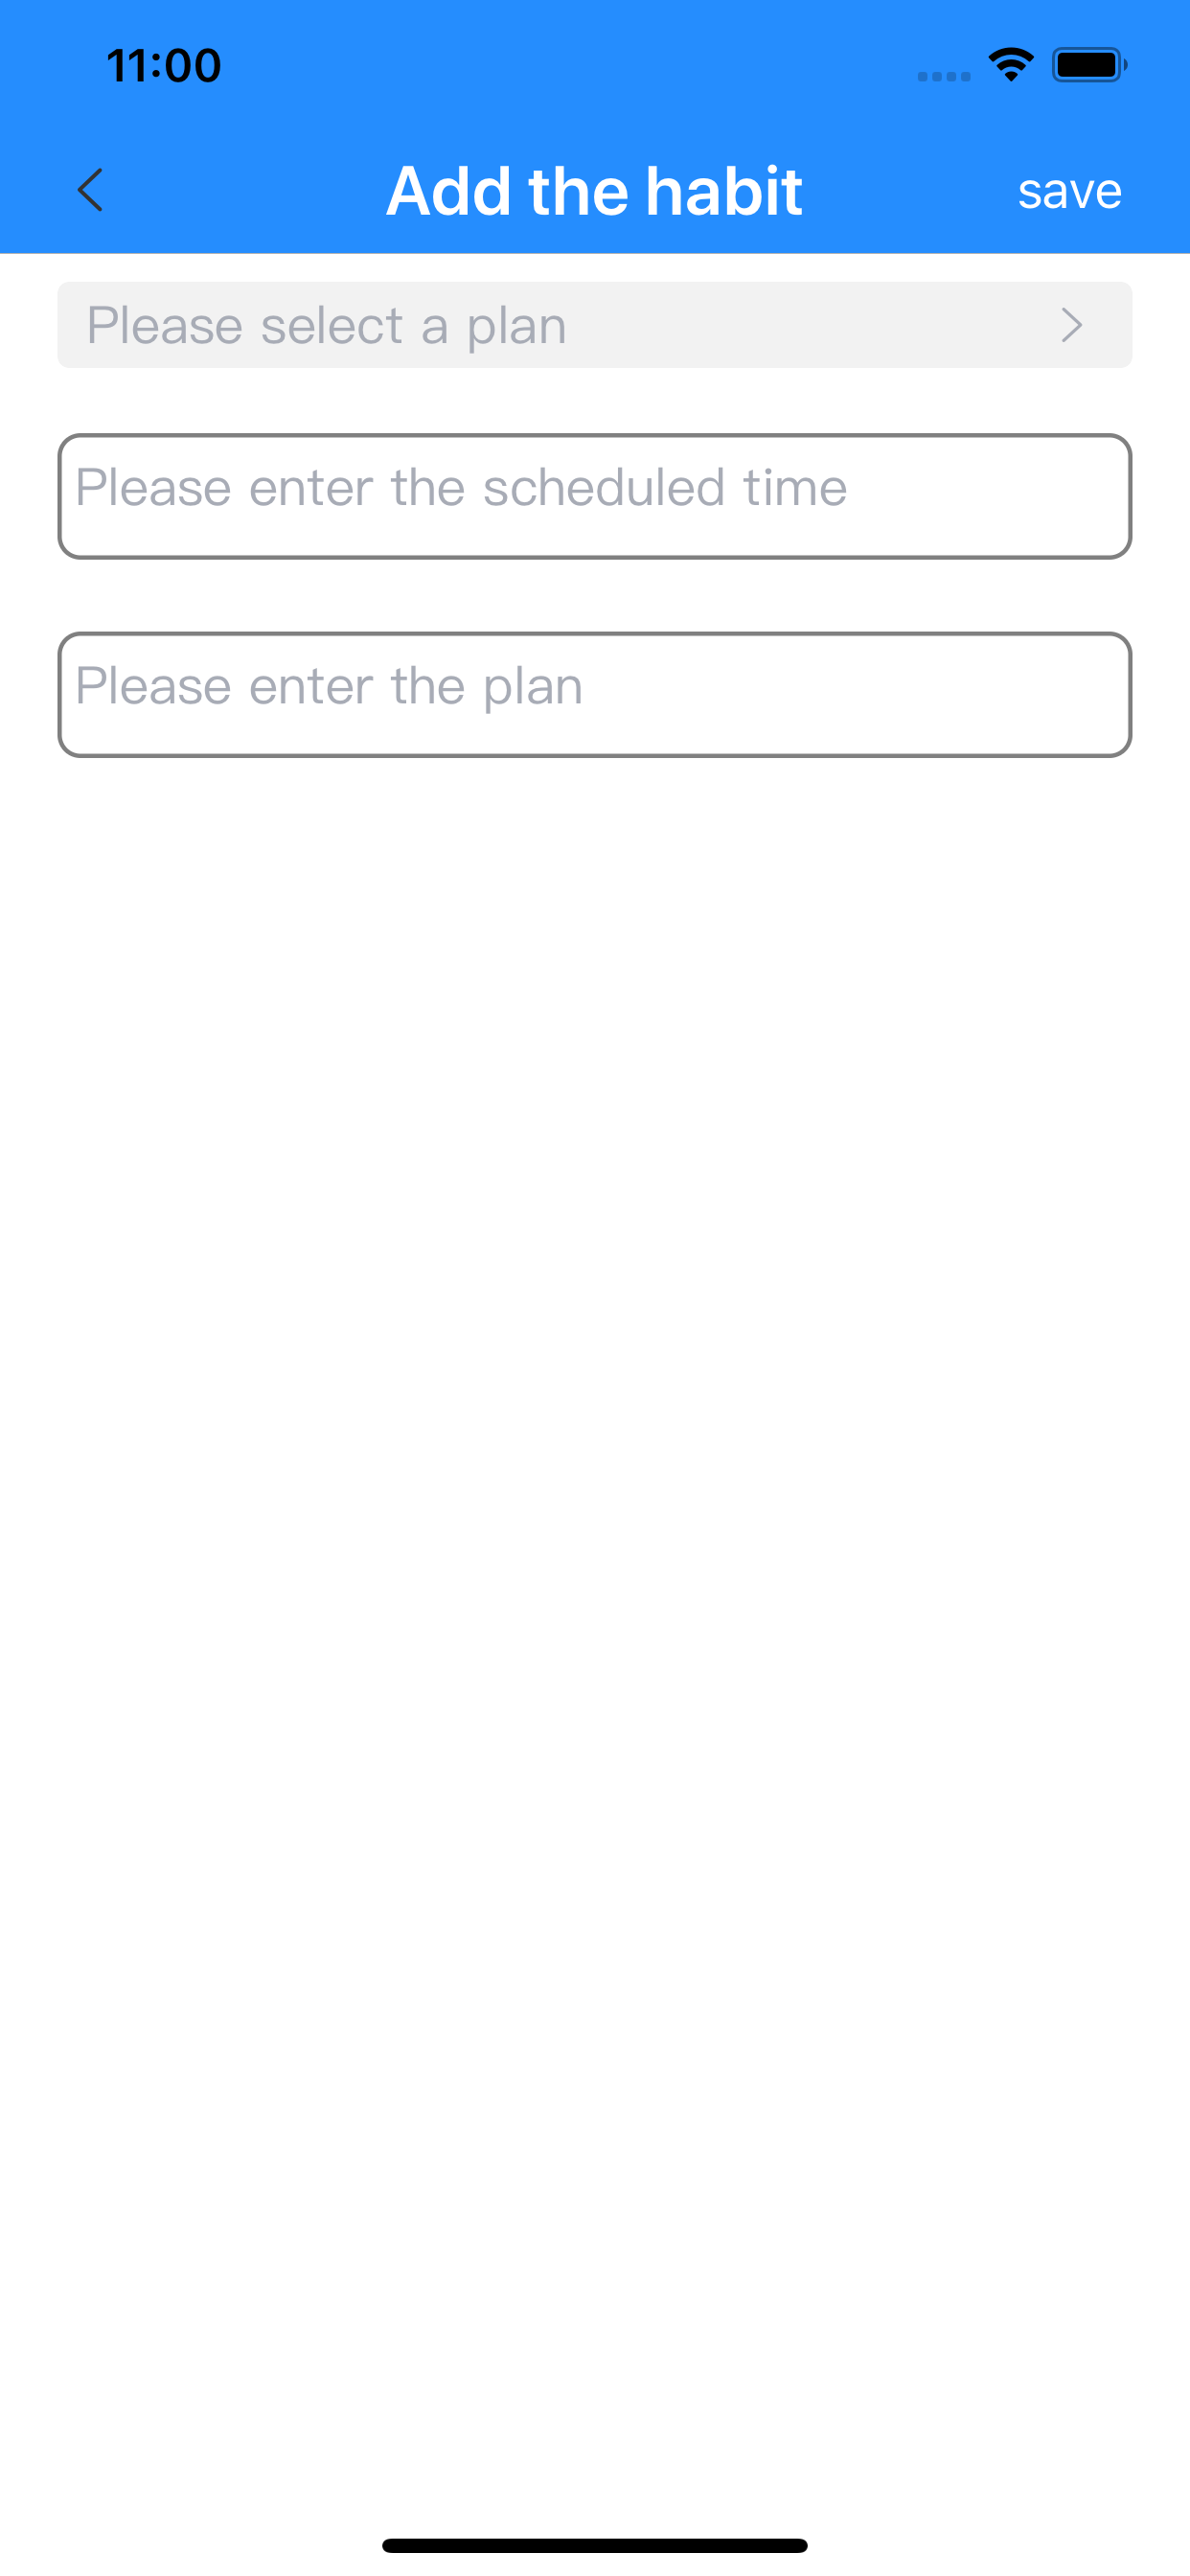 11:00
Add the habit
save
Please select a plan
Please enter the scheduled time
Please enter the plan